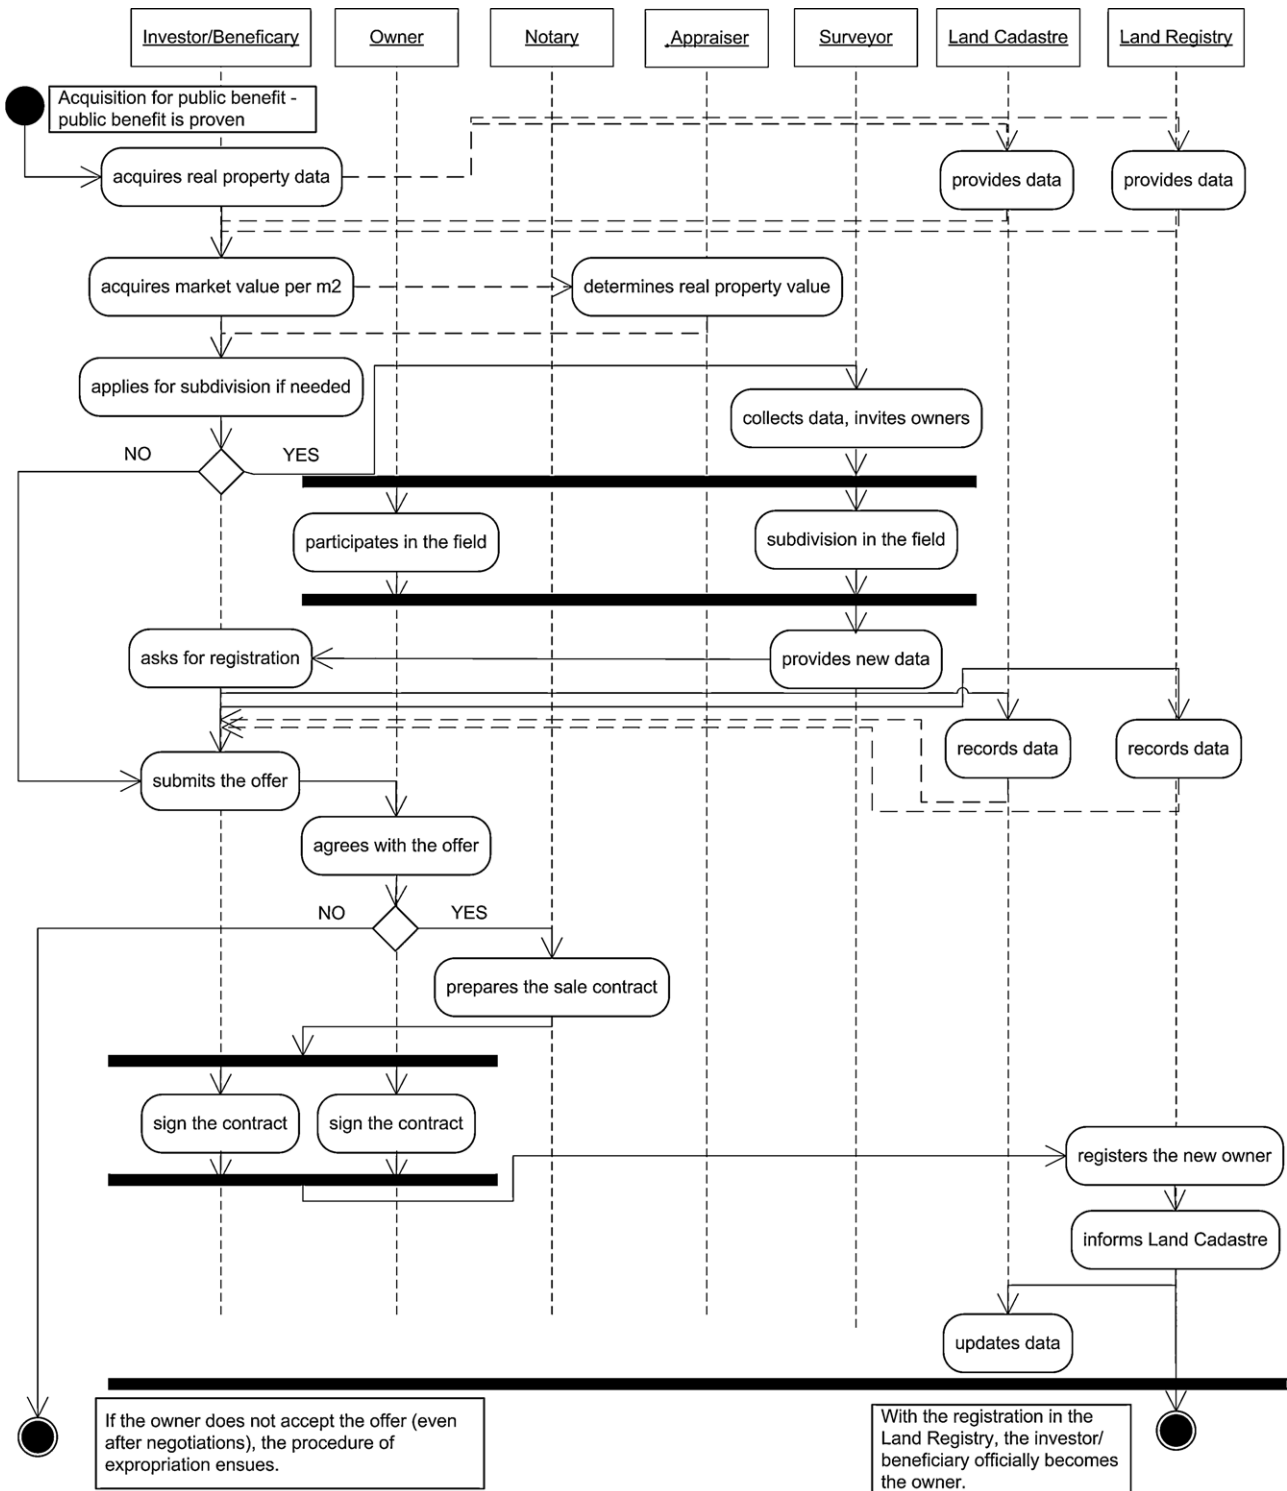 Investor/Beneficary
Owner
Notary
Appraiser
Surveyor
Land Cadastre
Land Registry
Acquisition for public benefit -
public benefit is proven
acquires real property data
provides data
provides data
acquires market value per m2
determines real property value
applies for subdivision if needed
collects data, invites owners
NO
YES
participates in the field
subdivision in the field
asks for registration
provides new data
records data
records data
submits the offer
agrees with the offer
NO
YES
prepares the sale contract
sign the contract
sign the contract
registers the new owner
informs Land Cadastre
updates data
If the owner does not accept the offer (even
after negotiations), the procedure of
expropriation ensues.
With the registration in the
Land Registry, the investor/
beneficiary officially becomes
the owner.